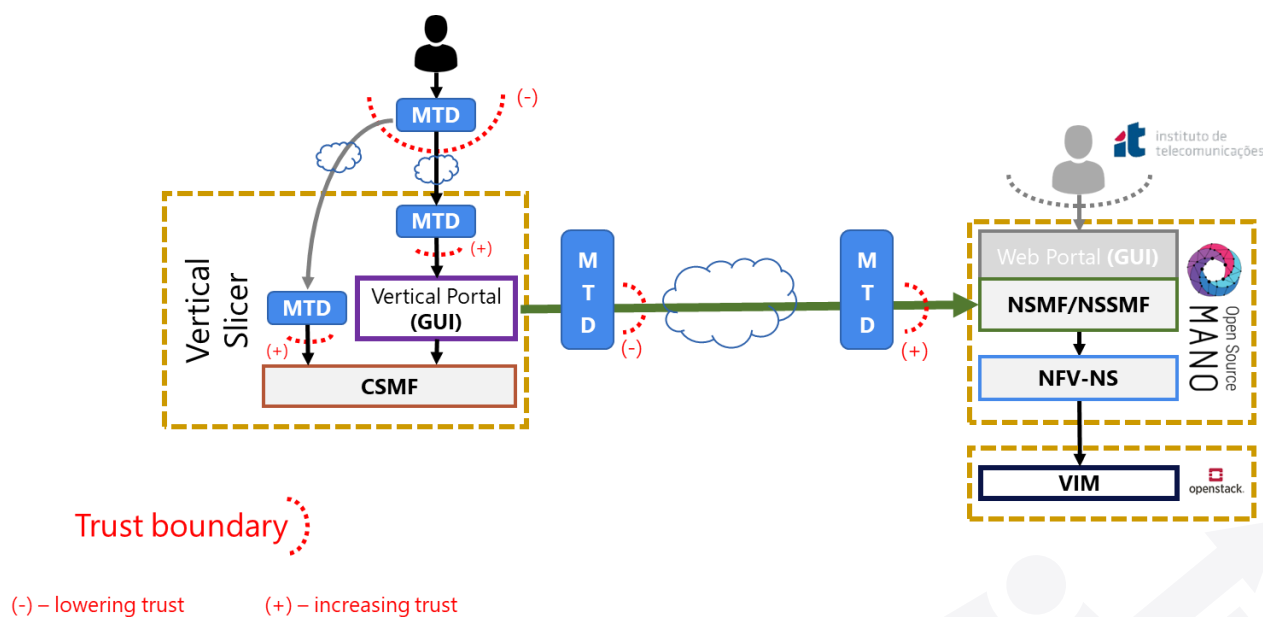 MTD
(-)
instituto de
telecomunicações
MTD
(+)
Vertical
Slicer
MTD
(+)
Vertical Portal
(GUI)
CSMF
M
T
D
(-)
M
T
D
(+)
Web Portal (GUI)
NSMF/NSSMF
NFV-NS
Open Source
MANO
VIM
openstack.
Trust boundary
(-) – lowering trust
(+) – increasing trust